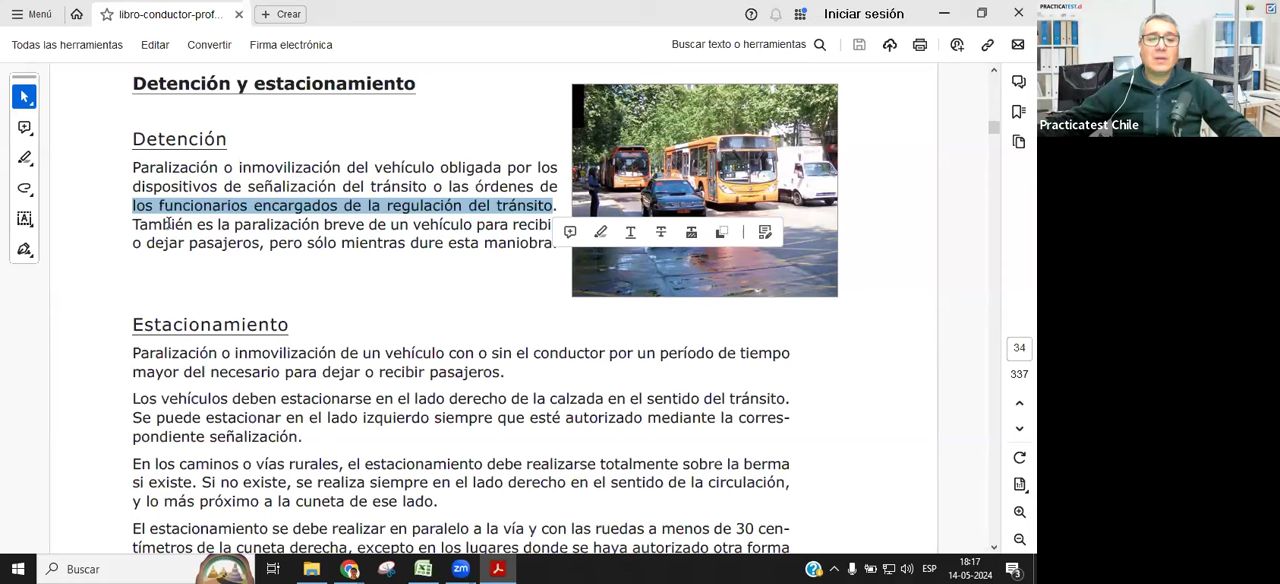 Menú
libro-conductor-prof...
Crear
Iniciar sesión
Todas las herramientas
Editar
Convertir
Firma electrónica
Buscar texto o herramientas
PRACTICATEST.cl
Practicatest Chile
Detención y estacionamiento
Detención
Paralización o inmovilización del vehículo obligada por los
dispositivos de señalización del tránsito o las órdenes de
los funcionarios encargados de la regulación del tránsito.
También es la paralización breve de un vehículo para recibi
o dejar pasajeros, pero sólo mientras dure esta maniobra.
Estacionamiento
Paralización o inmovilización de un vehículo con o sin el conductor por un período de tiempo
mayor del necesario para dejar o recibir pasajeros.
Los vehículos deben estacionarse en el lado derecho de la calzada en el sentido del tránsito.
Se puede estacionar en el lado izquierdo siempre que esté autorizado mediante la corres-
pondiente señalización.
En los caminos o vías rurales, el estacionamiento debe realizarse totalmente sobre la berma
si existe. Si no existe, se realiza siempre en el lado derecho en el sentido de la circulación,
y lo más próximo a la cuneta de ese lado.
El estacionamiento se debe realizar en paralelo a la vía y con las ruedas a menos de 30 cen-
tímetros de la cuneta derecha, excepto en los lugares donde se haya autorizado otra forma
34
337
Buscar
ESP
18:17
14-05-2024
3